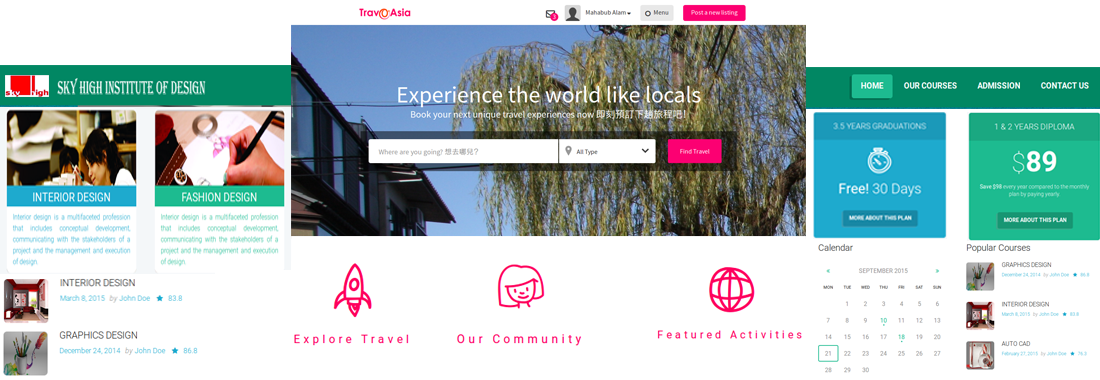 sky high
SKY HIGH INSTITUTE OF DESIGN
INTERIOR DESIGN
Interior design is a multifaceted profession
that includes conceptual development,
communicating with the stakeholders of a
project and the management and execution
of design.
FASHION DESIGN
Interior design is a multifaceted profession
that includes conceptual development,
communicating with the stakeholders of a
project and the management and execution
of design.
INTERIOR DESIGN
March 8, 2015 by John Doe 83.8
GRAPHICS DESIGN
December 24, 2014 by John Doe 86.8
TravoAsia
3
Mahabub Alam
Menu
Post a new listing
Experience the world like locals
Book your next unique travel experiences now 即刻預訂下趟旅程吧!
Where are you going? 想去哪兒?
All Type
Find Travel
Explore Travel
Our Community
Featured Activities
HOME
OUR COURSES
ADMISSION
CONTACT US
3.5 YEARS GRADUATIONS
Free! 30 Days
MORE ABOUT THIS PLAN
1 & 2 YEARS DIPLOMA
$89
Save $98 every year compared to the monthly
plan by paying yearly.
MORE ABOUT THIS PLAN
Calendar
« SEPTEMBER 2015 »
MON TUE WED THU FRI SAT SUN
1 2 3 4 5 6
7 8 9 10 11 12 13
14 15 16 17 18 19 20
21 22 23 24 25 26 27
28 29 30
Popular Courses
GRAPHICS DESIGN
December 24, 2014 by John Doe 86.8
INTERIOR DESIGN
March 8, 2015 by John Doe 83.8
AUTO CAD
February 27, 2015 by John Doe 78.3